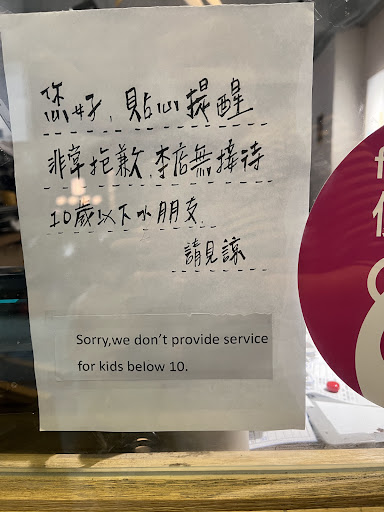 您好, 貼心提醒
非常抱歉, 本店無接待
10歲以下小朋友.
請見諒
Sorry,we don't provide service
for kids below 10.